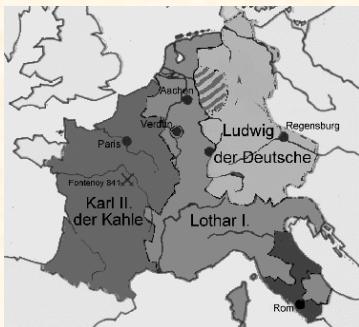 Aachen
Verdun
Ludwig
der Deutsche
Regensburg
Paris
Fontenoy 841
Karl II.
der Kahle
Lothar I.
Rom